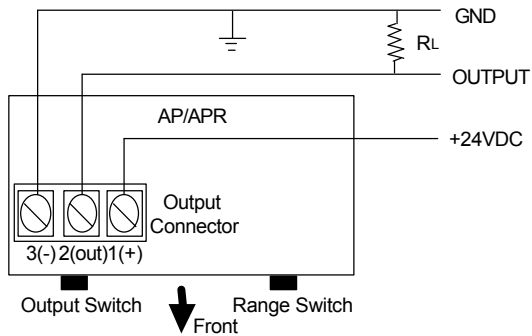 GND
RL
OUTPUT
AP/APR
+24VDC
Output
Connector
3(-) 2(out) 1(+)
Output Switch
Range Switch
Front